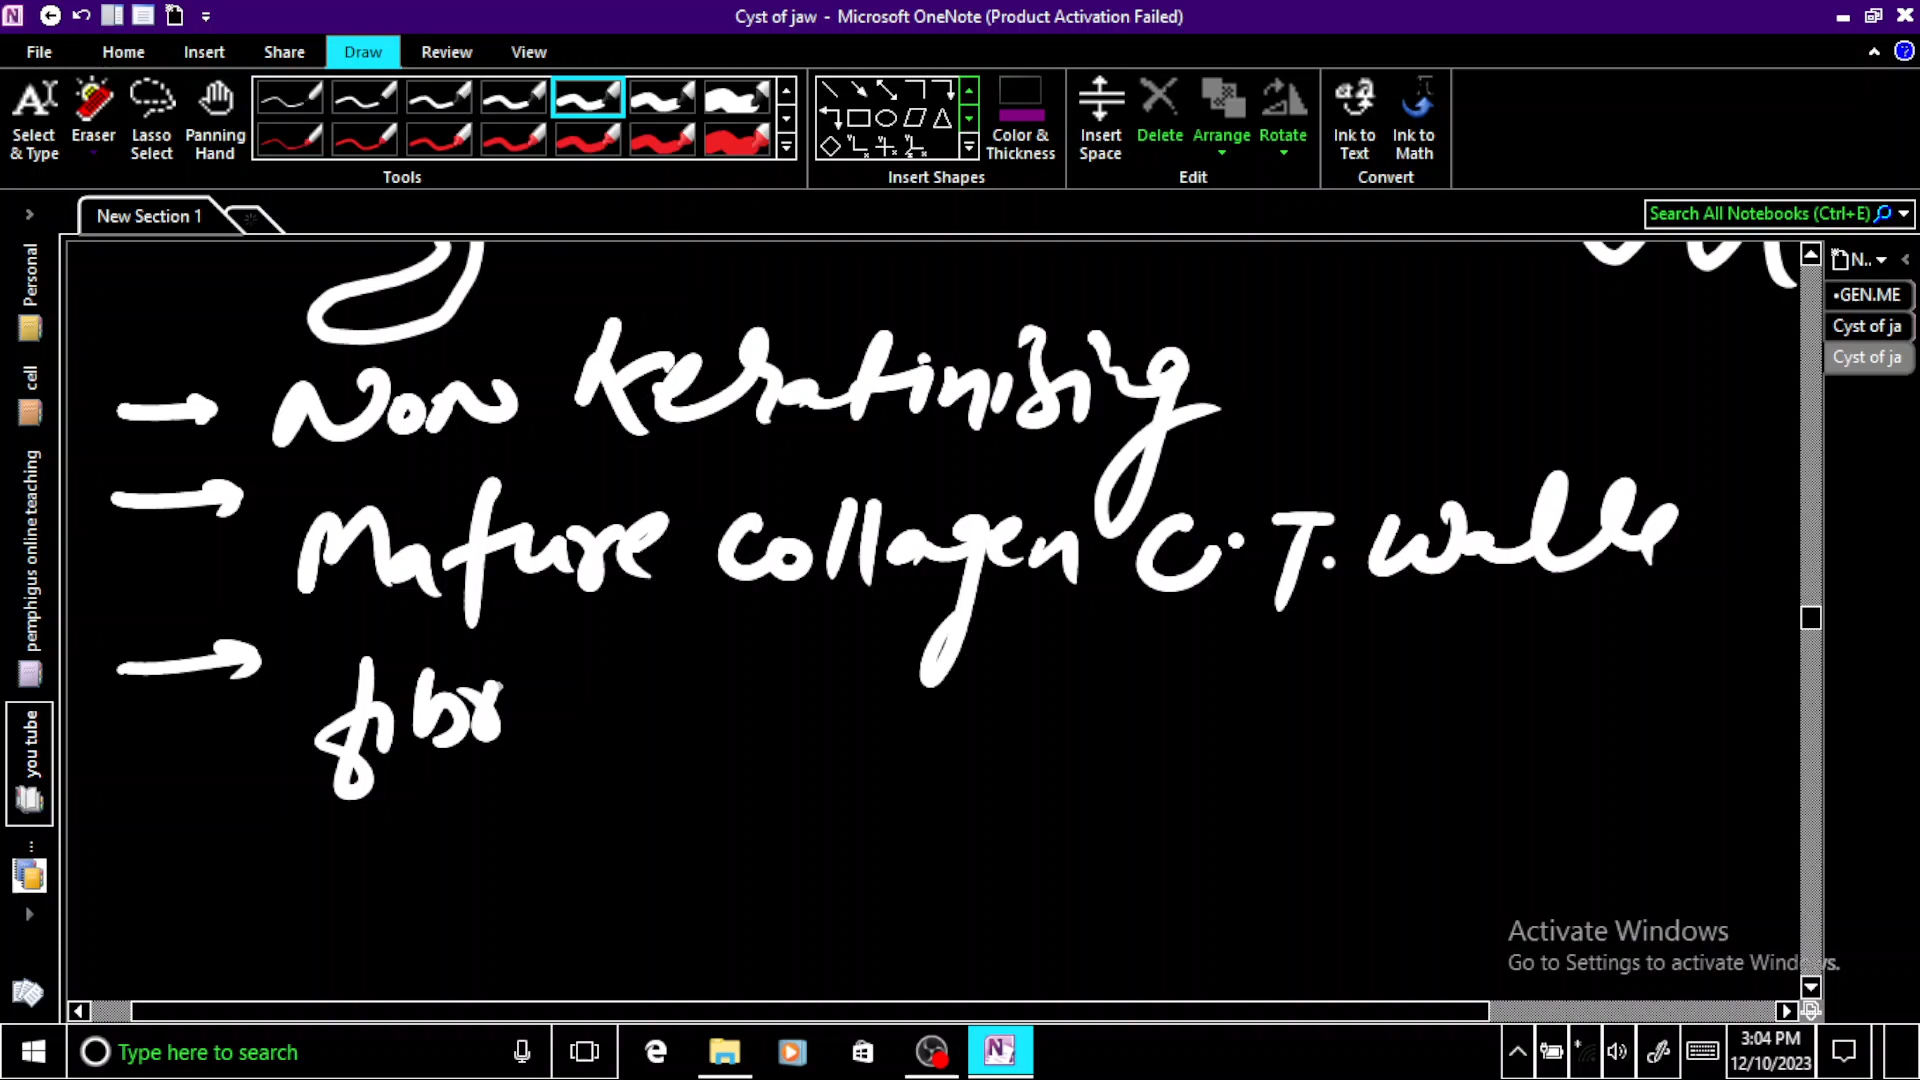 Cyst of jaw - Microsoft OneNote (Product Activation Failed)
File Home Insert Share Draw Review View
Select & Type
Eraser
Lasso Select
Panning Hand
Color & Thickness
Insert Space
Delete
Arrange
Rotate
Ink to Text
Ink to Math
Tools
Insert Shapes
Edit
Convert
New Section 1
Search All Notebooks (Ctrl+E)
Personal
cell
pemphigus online teaching
you tube
N..
•GEN.ME
Cyst of ja
Cyst of ja
→ Non keratinizing
→ Mature collagen C.T. Walls
→ fibr
Activate Windows
Go to Settings to activate Windows.
Type here to search
3:04 PM
12/10/2023